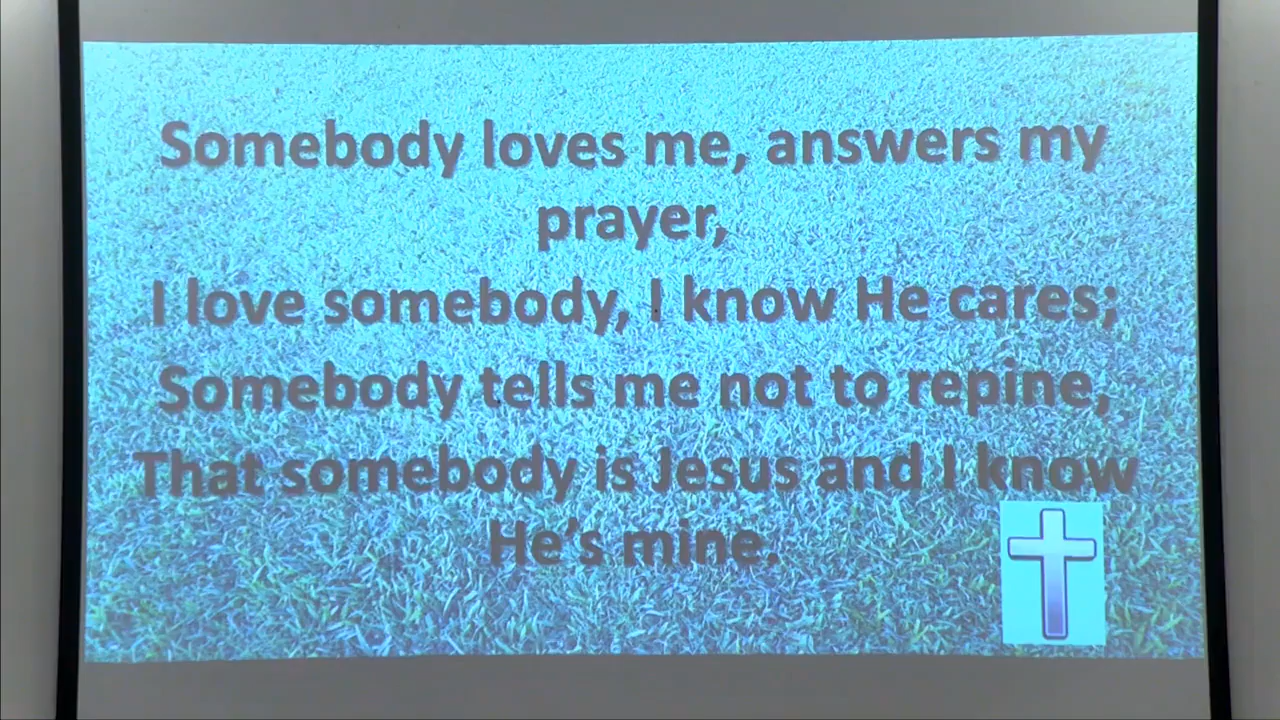 Somebody loves me, answers my
prayer,
I love somebody, I know He cares;
Somebody tells me not to repine,
That somebody is Jesus and I know
He's mine.